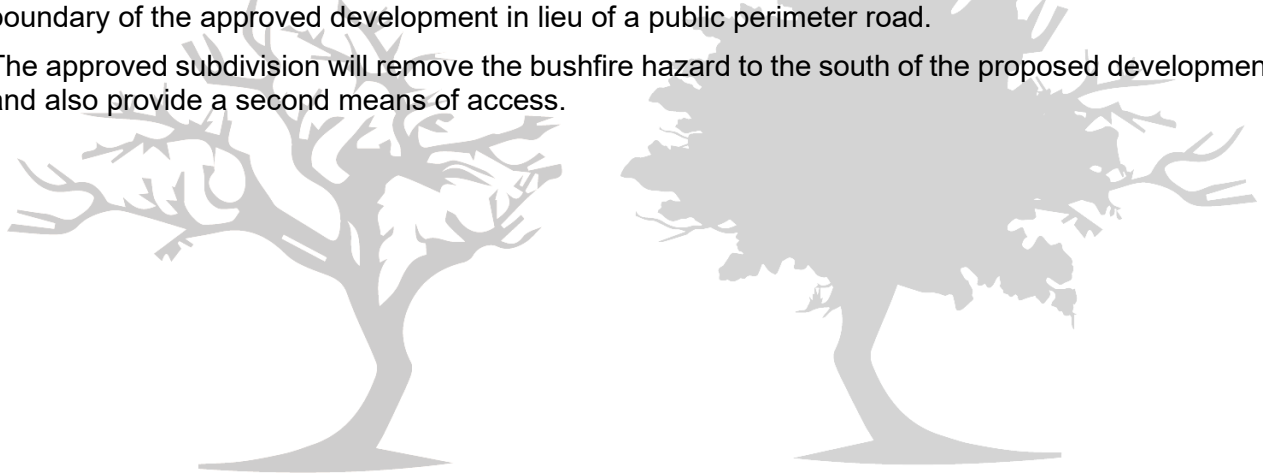 boundary of the approved development in lieu of a public perimeter road.
The approved subdivision will remove the bushfire hazard to the south of the proposed development
and also provide a second means of access.